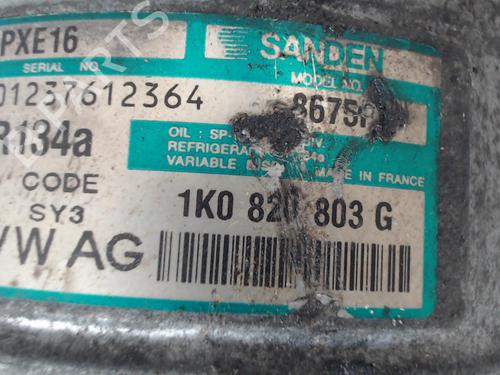 PXE16
SANDEN
SERIAL NO.
MODEL NO.
01237612364
8675
R134a
OIL : SP
REFRIGERA
VARIABLE DIS MADE IN FRANCE
CODE
SY3
1K0 820 803 G
VW AG